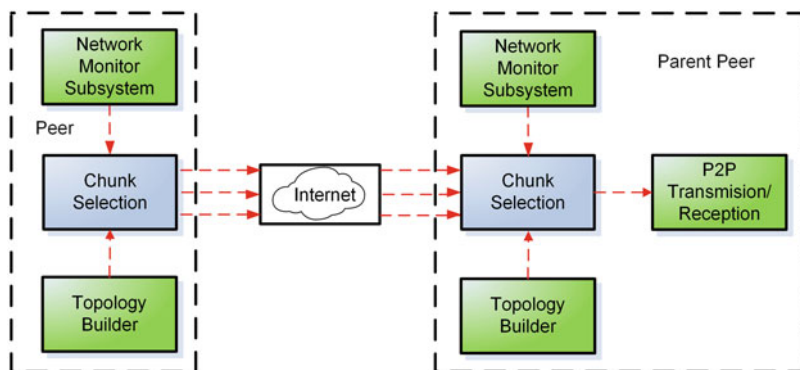 Network
Monitor
Subsystem
Peer
Chunk
Selection
Topology
Builder
Internet
Network
Monitor
Subsystem
Parent Peer
Chunk
Selection
P2P
Transmision/
Reception
Topology
Builder